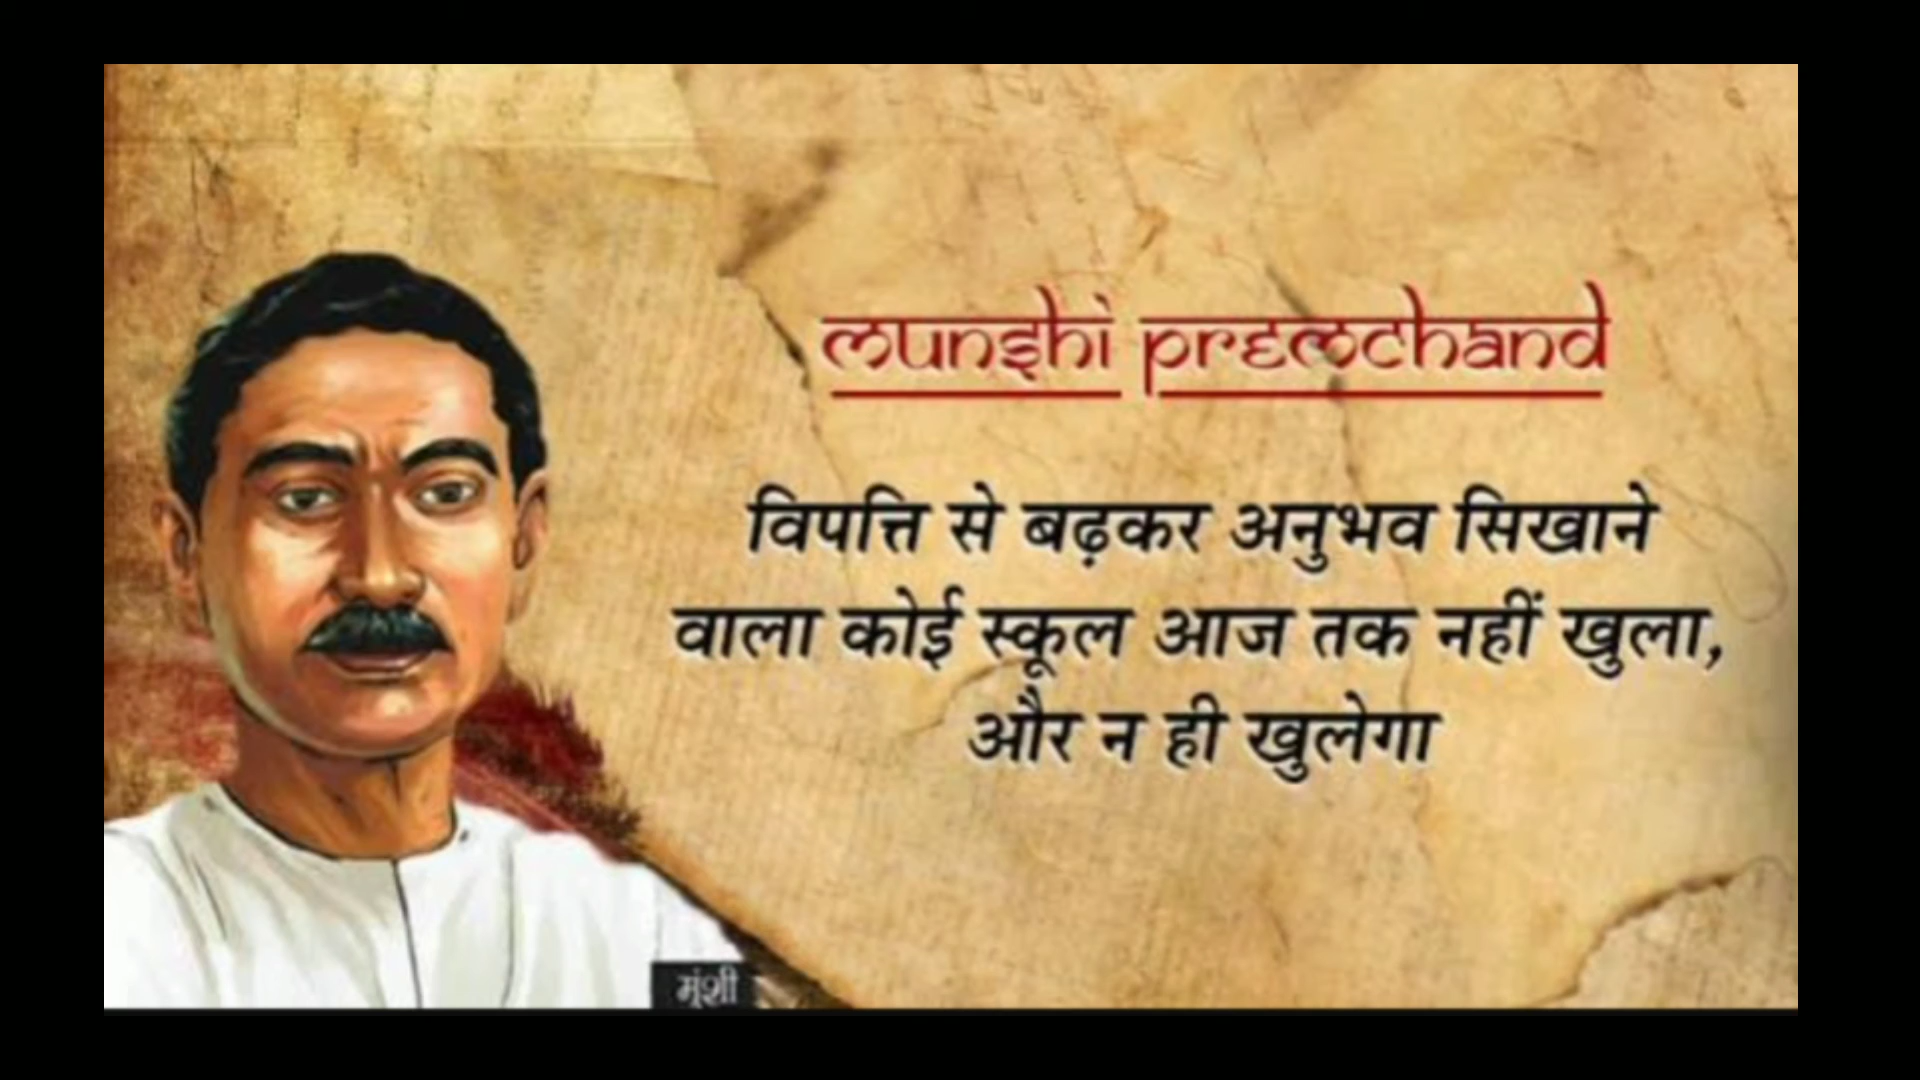 munshi premchand
विपत्ति से बढ़कर अनुभव सिखाने
वाला कोई स्कूल आज तक नहीं खुला,
और न ही खुलेगा
मुंशी